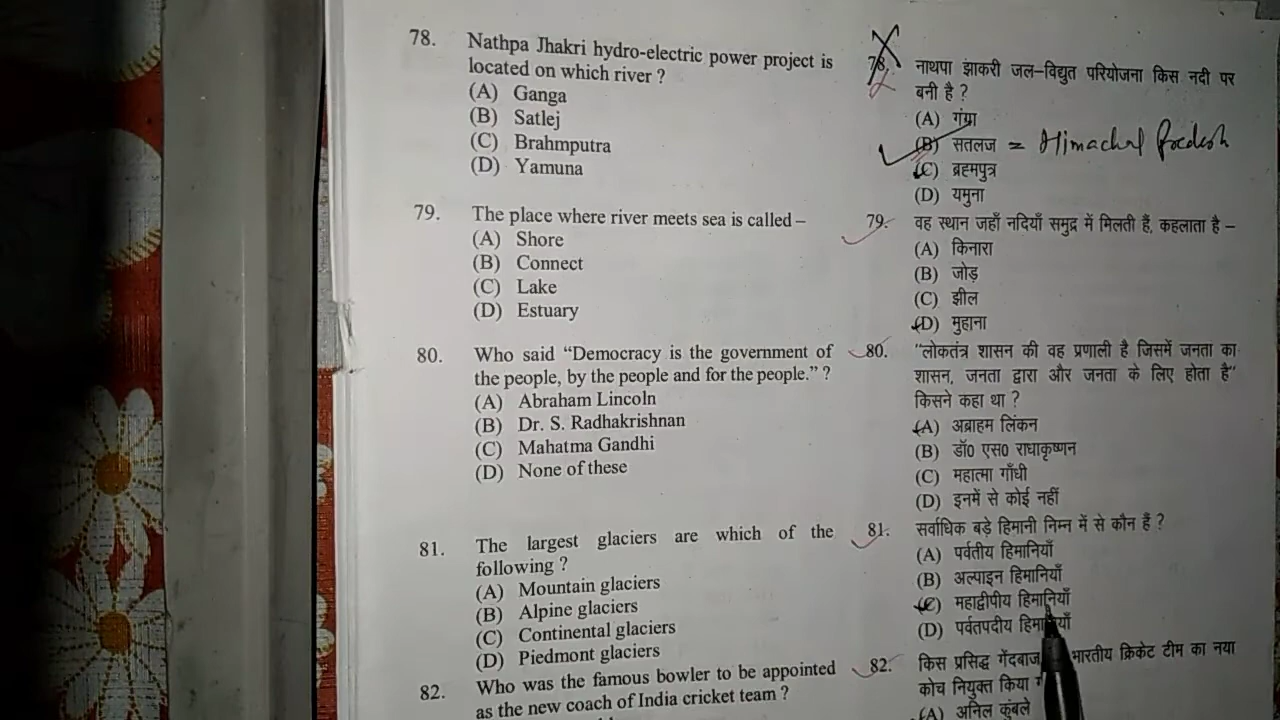 78. Nathpa Jhakri hydro-electric power project is
located on which river ?
(A) Ganga
(B) Satlej
(C) Brahmputra
(D) Yamuna
79. The place where river meets sea is called –
(A) Shore
(B) Connect
(C) Lake
(D) Estuary
80. Who said “Democracy is the government of
the people, by the people and for the people.” ?
(A) Abraham Lincoln
(B) Dr. S. Radhakrishnan
(C) Mahatma Gandhi
(D) None of these
81. The largest glaciers are which of the
following ?
(A) Mountain glaciers
(B) Alpine glaciers
(C) Continental glaciers
(D) Piedmont glaciers
82. Who was the famous bowler to be appointed
as the new coach of India cricket team ?
78. नाथपा झाकरी जल–विद्युत परियोजना किस नदी पर
बनी है ?
(A) गंगा
(B) सतलज = Himachal Pradesh
(C) ब्रह्मपुत्र
(D) यमुना
79. वह स्थान जहाँ नदियाँ समुद्र में मिलती हैं, कहलाता है –
(A) किनारा
(B) जोड़
(C) झील
(D) मुहाना
80. “लोकतंत्र शासन की वह प्रणाली है जिसमें जनता का
शासन, जनता द्वारा और जनता के लिए होता है”
किसने कहा था ?
(A) अब्राहम लिंकन
(B) डॉ0 एस0 राधाकृष्णन
(C) महात्मा गाँधी
(D) इनमें से कोई नहीं
81. सर्वाधिक बड़े हिमानी निम्न में से कौन हैं ?
(A) पर्वतीय हिमानियाँ
(B) अल्पाइन हिमानियाँ
(C) महाद्वीपीय हिमानियाँ
(D) पर्वतपदीय
82. किस प्रसिद्ध गेंदबाज भारतीय क्रिकेट टीम का नया
कोच नियुक्त किया
(A) अनिल कुंबले